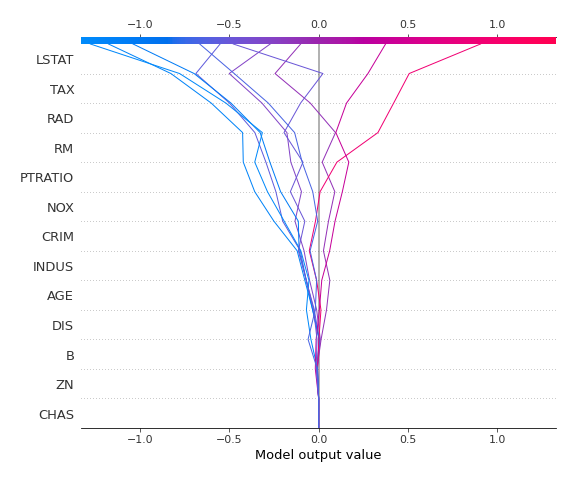 −1.0 −0.5 0.0 0.5 1.0
LSTAT
TAX
RAD
RM
PTRATIO
NOX
CRIM
INDUS
AGE
DIS
B
ZN
CHAS
−1.0 −0.5 0.0 0.5 1.0
Model output value